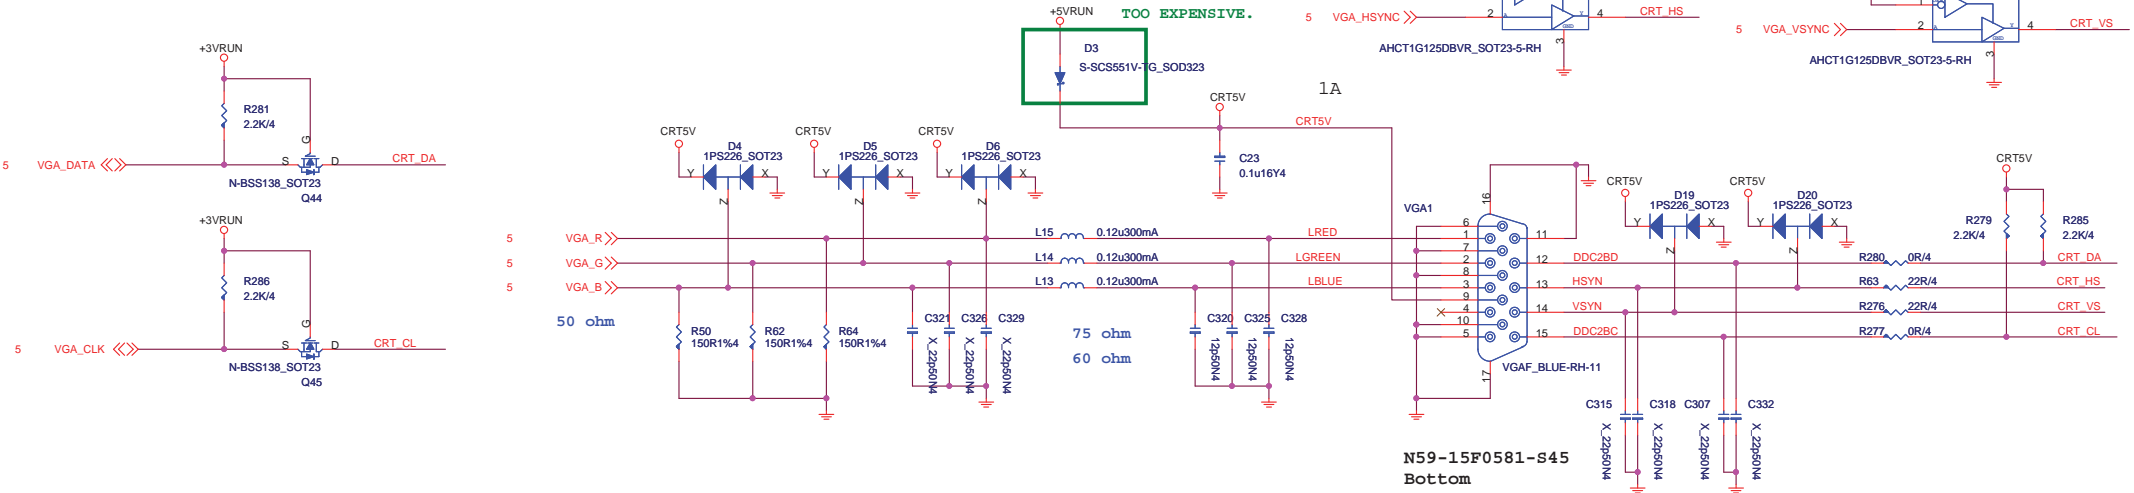 +5VRUN
TOO EXPENSIVE.
D3
S-SCS551V-TG_SOD323
5 VGA_HSYNC 2 4 CRT_HS
3
AHCT1G125DBVR_SOT23-5-RH
5 VGA_VSYNC 2 4 CRT_VS
3
AHCT1G125DBVR_SOT23-5-RH
1A
+3VRUN
R281
2.2K/4
G
5 VGA_DATA S D CRT_DA
N-BSS138_SOT23
Q44
+3VRUN
R286
2.2K/4
G
5 VGA_CLK S D CRT_CL
N-BSS138_SOT23
Q45
CRT5V
D4
1PS226_SOT23
Y X
Z
CRT5V
D5
1PS226_SOT23
Y X
Z
CRT5V
D6
1PS226_SOT23
Y X
Z
CRT5V
CRT5V
C23
0.1u16Y4
5 VGA_R L15 0.12u300mA LRED
5 VGA_G L14 0.12u300mA LGREEN
5 VGA_B L13 0.12u300mA LBLUE
50 ohm
R50
150R1%4
R62
150R1%4
R64
150R1%4
C321
X_22p50N4
C326
X_22p50N4
C329
X_22p50N4
75 ohm
60 ohm
C320
12p50N4
C325
12p50N4
C328
12p50N4
VGA1
16
6
1
7
2
8
3
9
4
10
5
17
11
12 DDC2BD
13 HSYN
14 VSYN
15 DDC2BC
VGAF_BLUE-RH-11
CRT5V
D19
1PS226_SOT23
Y X
Z
CRT5V
D20
1PS226_SOT23
Y X
Z
CRT5V
R279
2.2K/4
R285
2.2K/4
R280 0R/4 CRT_DA
R63 22R/4 CRT_HS
R276 22R/4 CRT_VS
R277 0R/4 CRT_CL
C315
X_22p50N4
C318
X_22p50N4
C307
X_22p50N4
C332
X_22p50N4
N59-15F0581-S45
Bottom